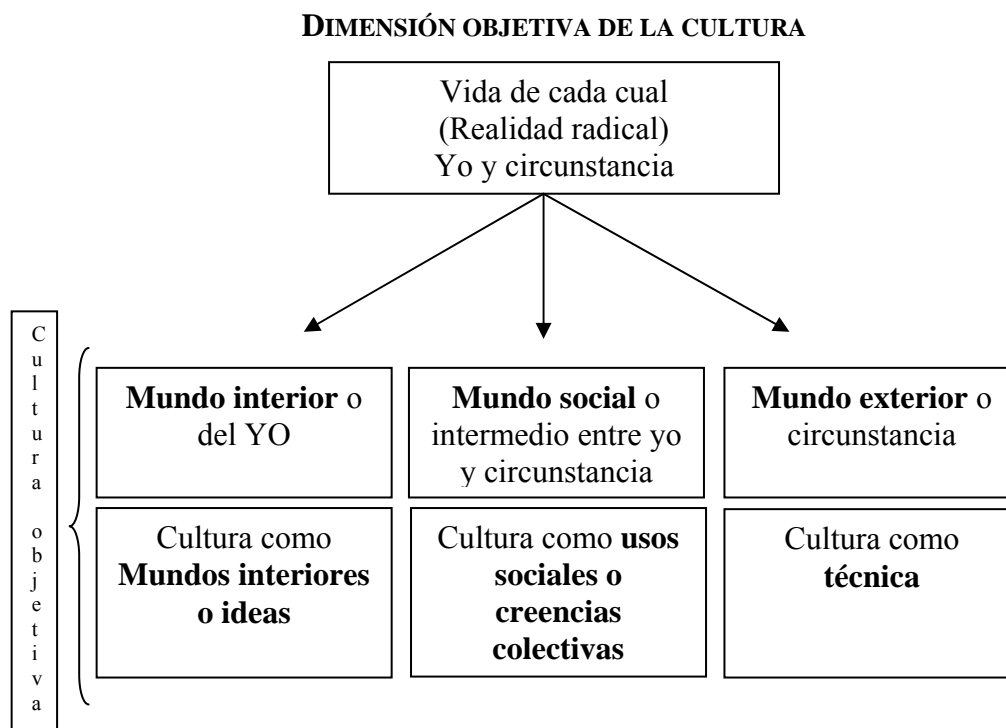 DIMENSIÓN OBJETIVA DE LA CULTURA
Vida de cada cual
(Realidad radical)
Yo y circunstancia
Cultura objetiva
Mundo interior o
del YO
Mundo social o
intermedio entre yo
y circunstancia
Mundo exterior o
circunstancia
Cultura como
Mundos interiores
o ideas
Cultura como usos
sociales o
creencias
colectivas
Cultura como
técnica